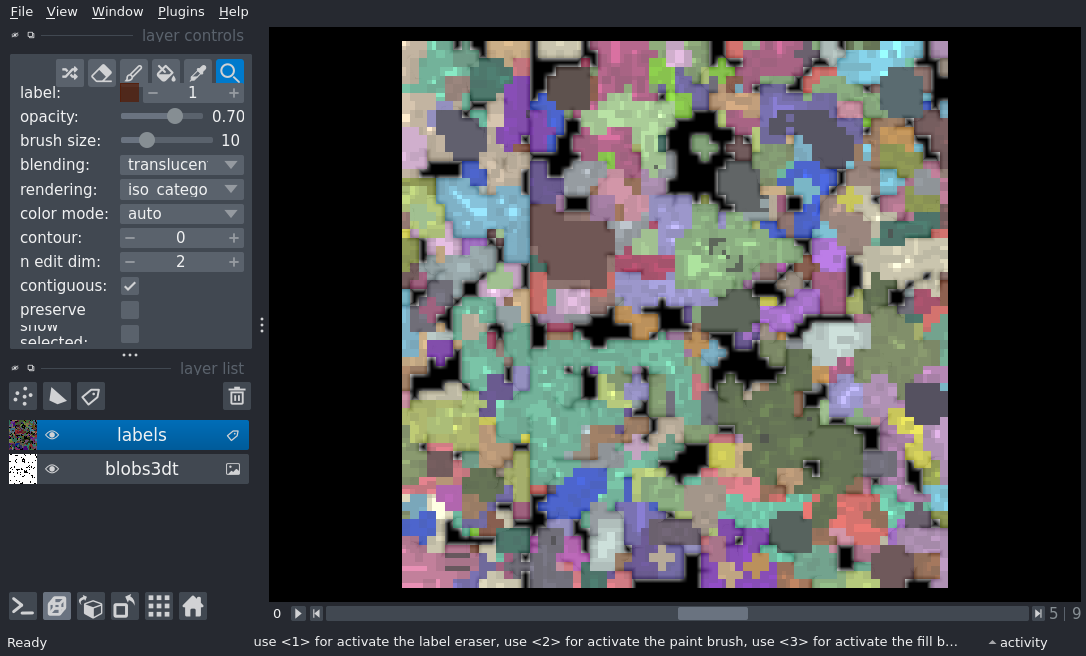 File View Window Plugins Help
layer controls
label: 1
opacity: 0.70
brush size: 10
blending: translucen
rendering: iso_catego
color mode: auto
contour: 0
n edit dim: 2
contiguous:
preserve
show
selected:
layer list
labels
blobs3dt
0 5 | 9
Ready use <1> for activate the label eraser, use <2> for activate the paint brush, use <3> for activate the fill b... activity